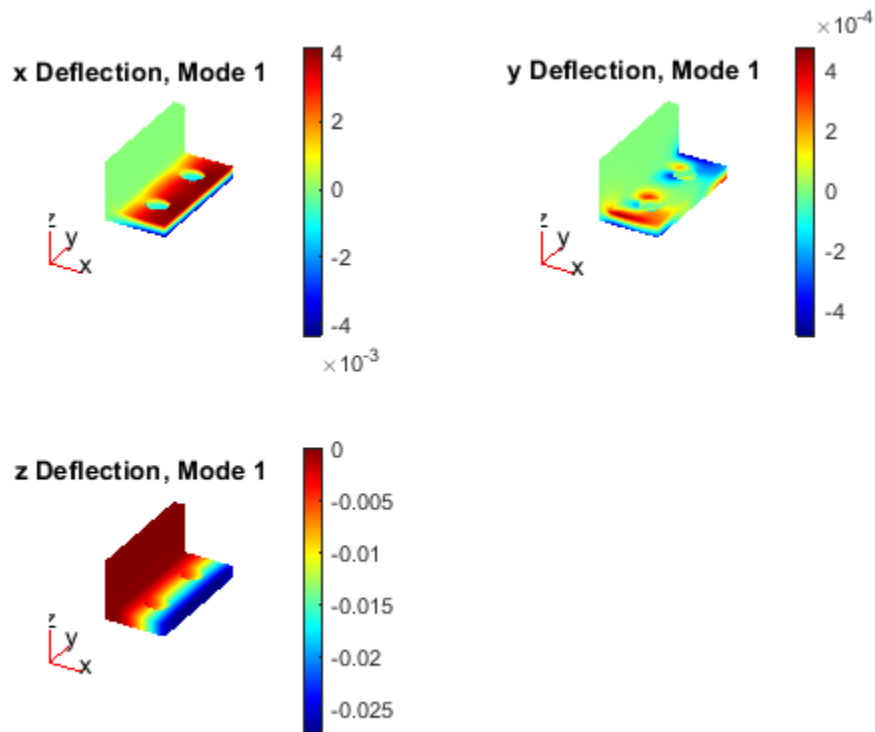 x Deflection, Mode 1
4
2
0
-2
-4
×10-3
z
y
x
y Deflection, Mode 1
×10-4
4
2
0
-2
-4
z
y
x
z Deflection, Mode 1
0
-0.005
-0.01
-0.015
-0.02
-0.025
z
y
x